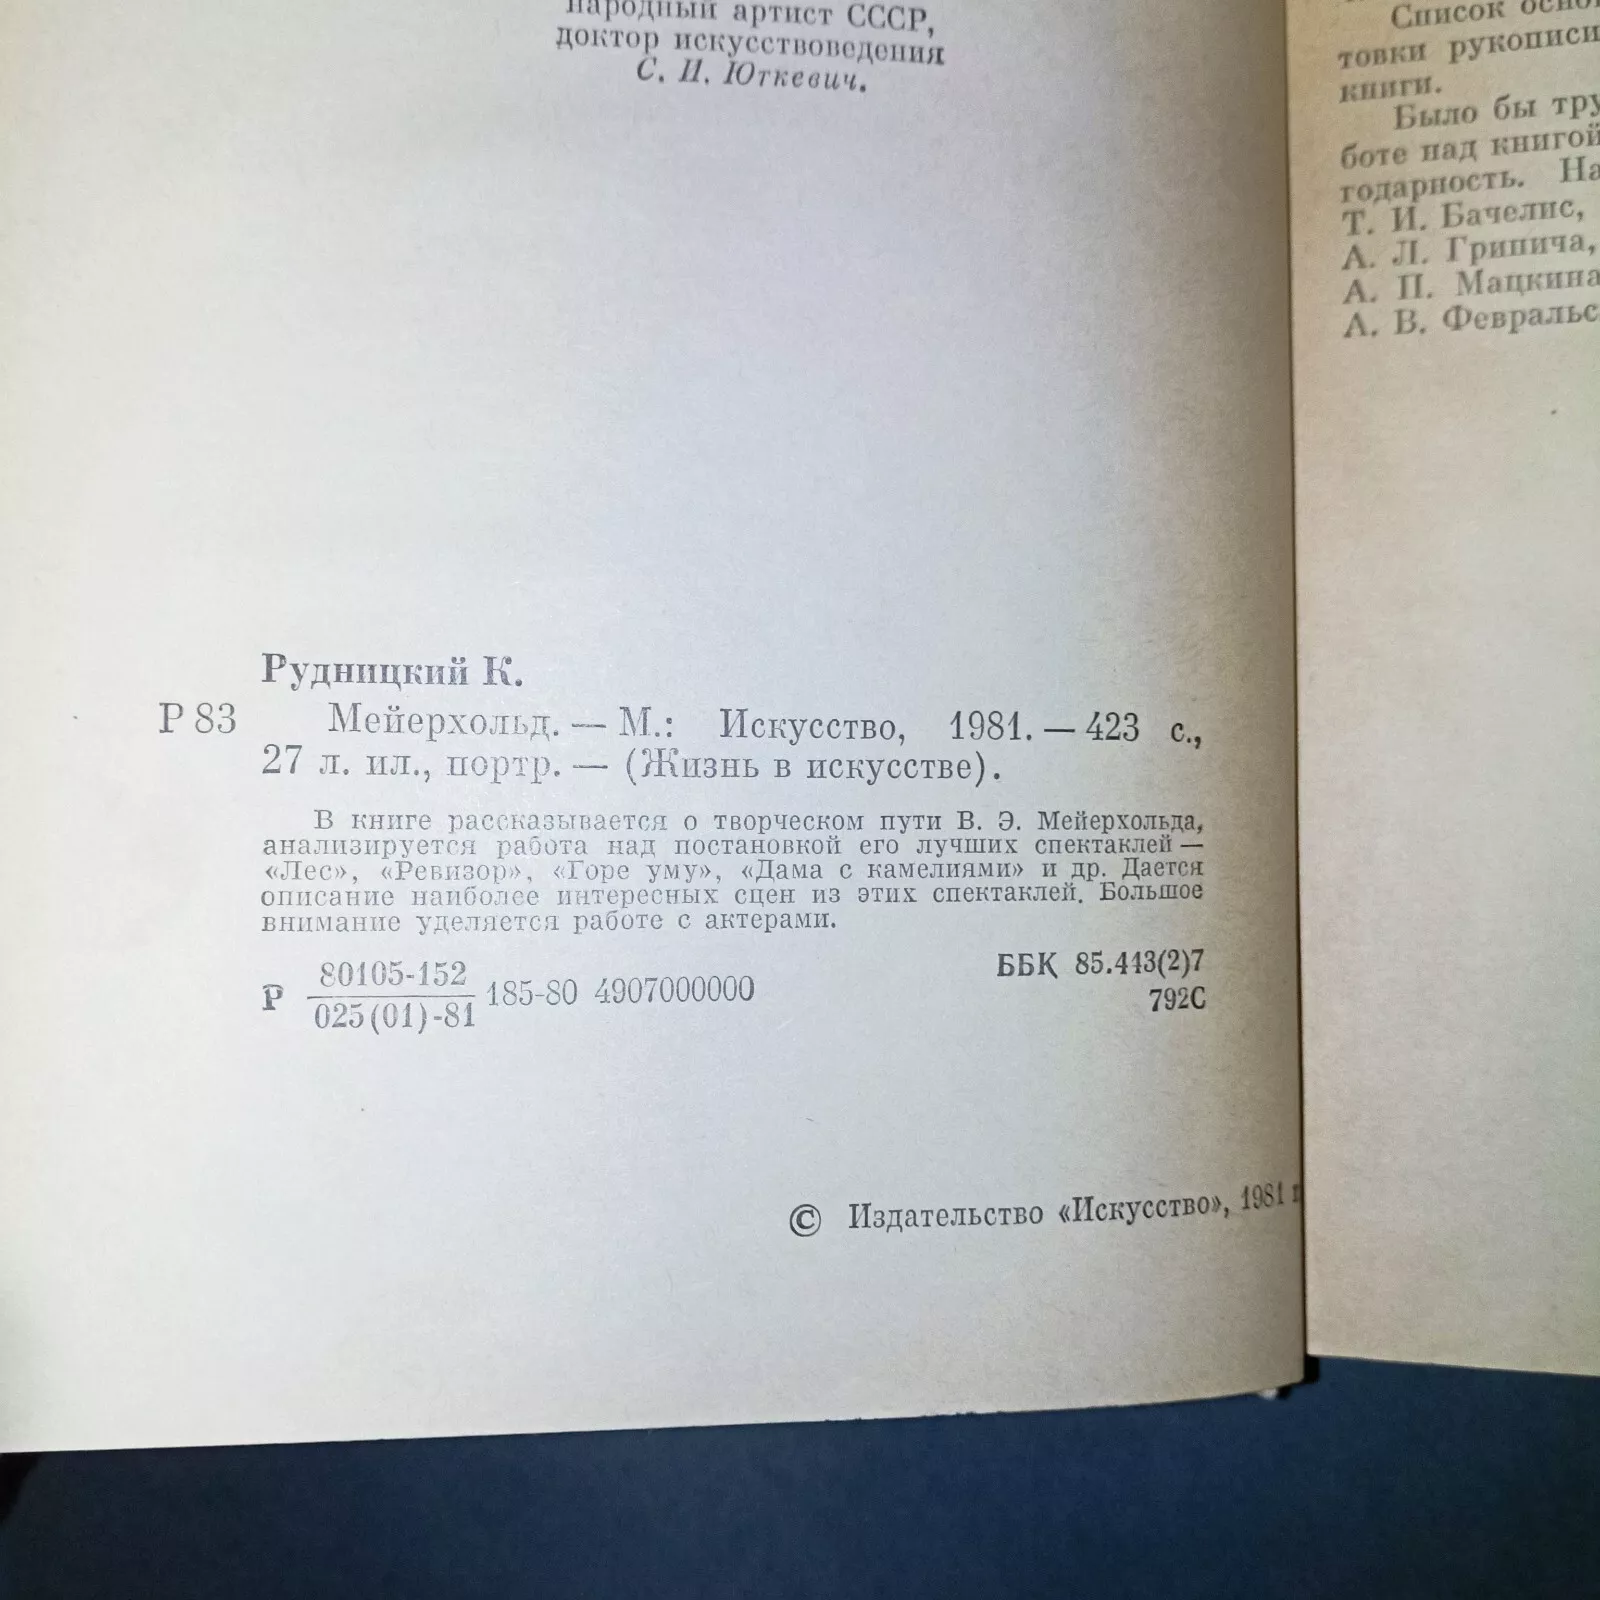 народный артист СССР,
доктор искусствоведения
С. И. Юткевич.
Рудницкий К.
Р 83 Мейерхольд. — М.: Искусство, 1981. — 423 с.,
27 л. ил., портр. — (Жизнь в искусстве).
В книге рассказывается о творческом пути В. Э. Мейерхольда,
анализируется работа над постановкой его лучших спектаклей —
«Лес», «Ревизор», «Горе уму», «Дама с камелиями» и др. Дается
описание наиболее интересных сцен из этих спектаклей. Большое
внимание уделяется работе с актерами.
Р 80105-152
025(01)-81 185-80 4907000000
ББК 85.443(2)7
792С
© Издательство «Искусство», 1981 г
Список
товки рукописи
книги.
Было бы
боте над книгой
годарность.
Т. И. Бачелис,
А. Л. Грипича,
А. П. Мацкина
А. В.